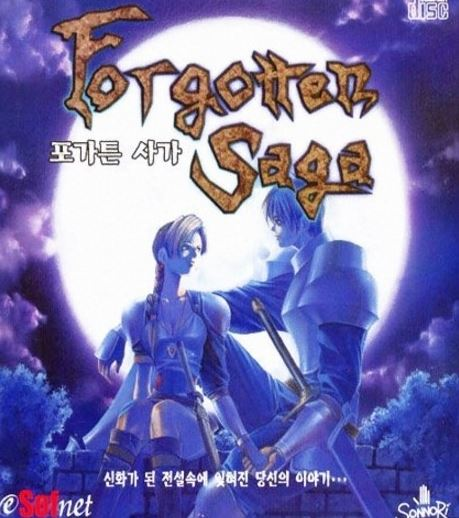 DISC
Forgotten
포가튼 사가
Saga
신화가 된 전설속에 잊혀진 당신의 이야기···
eSofnet
SONNORI